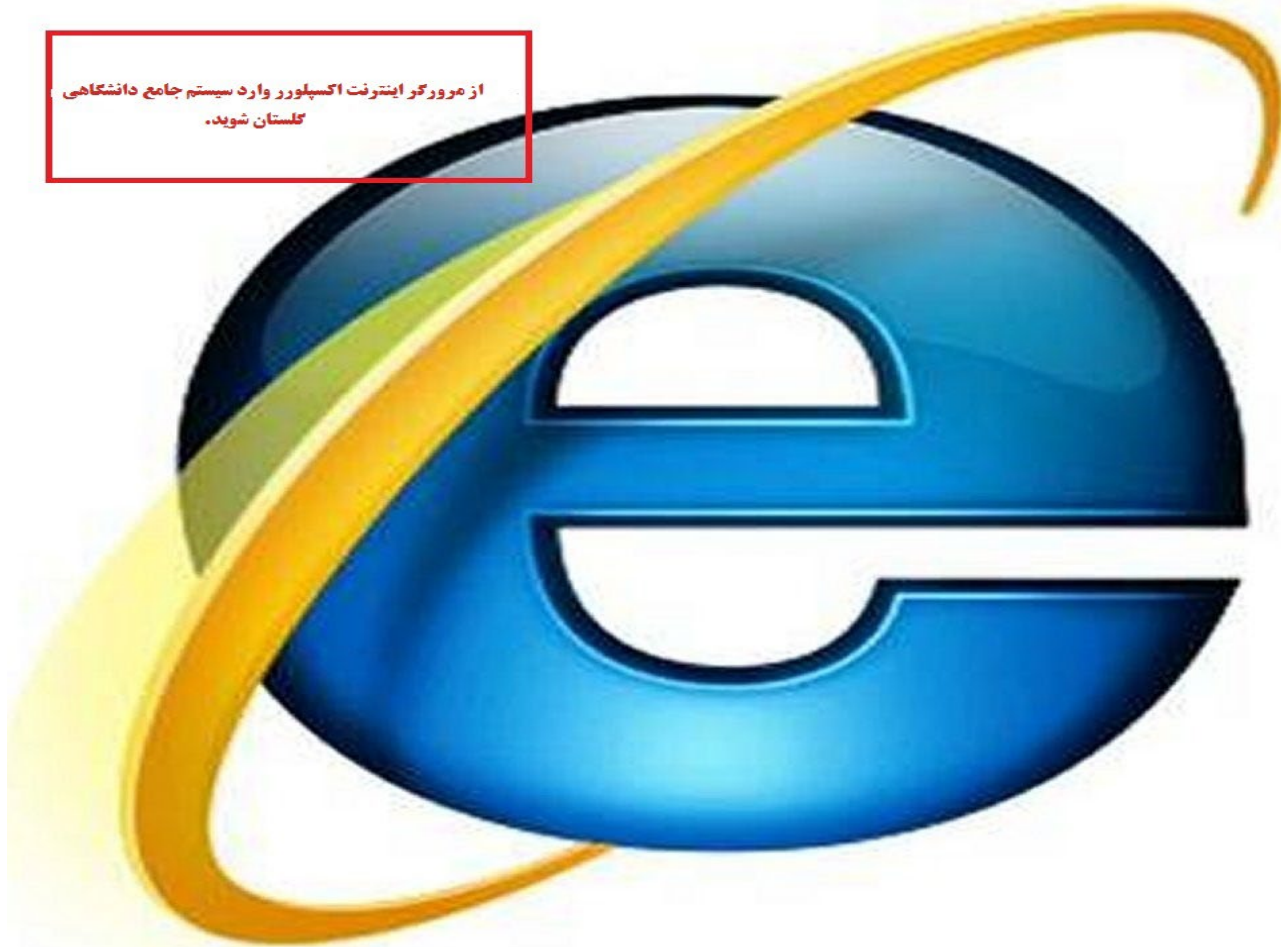 از مرورگر اینترنت اکسپلورر وارد سیستم جامع دانشگاهی
گلستان شوید.